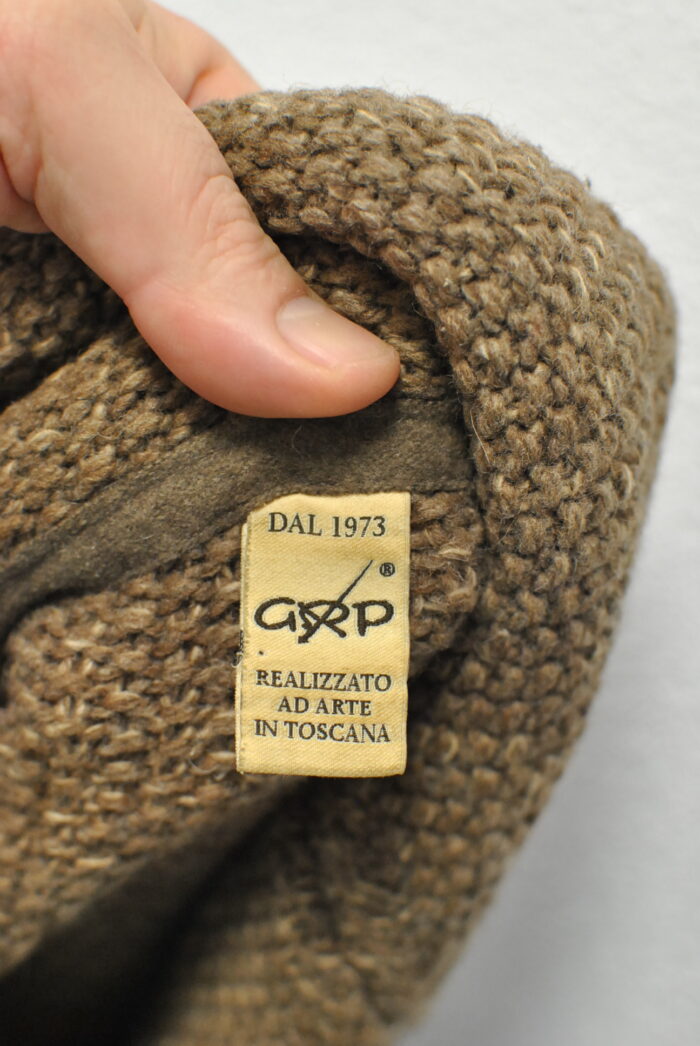 DAL 1973
GRP®
REALIZZATO
AD ARTE
IN TOSCANA